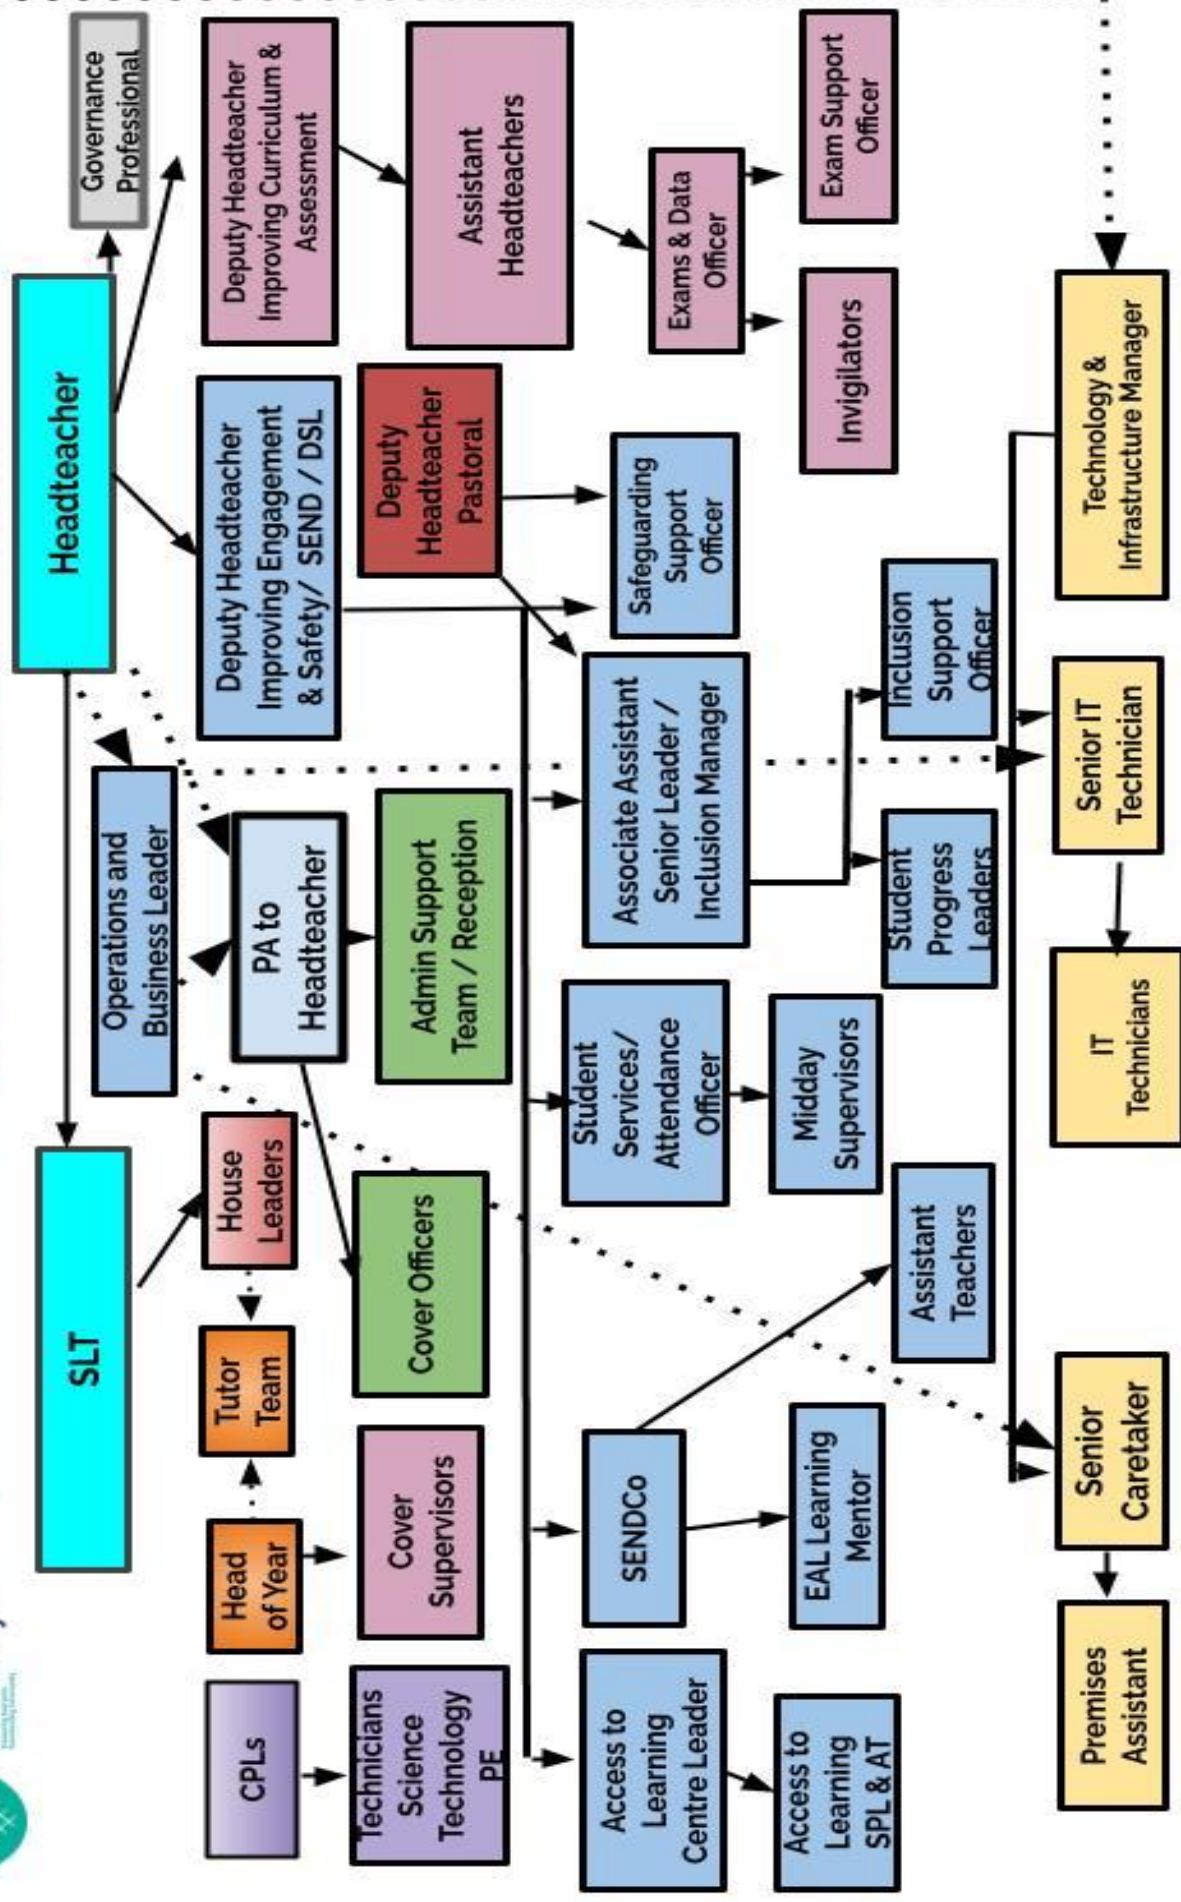 SLT
Headteacher
Governance
Professional
Operations and
Business Leader
CPLs
Head
of Year
Tutor
Team
House
Leaders
PA to
Headteacher
Deputy Headteacher
Improving Engagement
& Safety/ SEND / DSL
Deputy Headteacher
Improving Curriculum &
Assessment
Technicians
Science
Technology
PE
Cover
Supervisors
Cover Officers
Admin Support
Team / Reception
Deputy
Headteacher
Pastoral
Assistant
Headteachers
Access to
Learning
Centre Leader
SENDCo
Student
Services/
Attendance
Officer
Associate Assistant
Senior Leader /
Inclusion Manager
Safeguarding
Support
Officer
Exams & Data
Officer
Access to
Learning
SPL & AT
EAL Learning
Mentor
Assistant
Teachers
Midday
Supervisors
Student
Progress
Leaders
Inclusion
Support
Officer
Invigilators
Exam Support
Officer
Premises
Assistant
Senior
Caretaker
IT
Technicians
Senior IT
Technician
Technology &
Infrastructure Manager